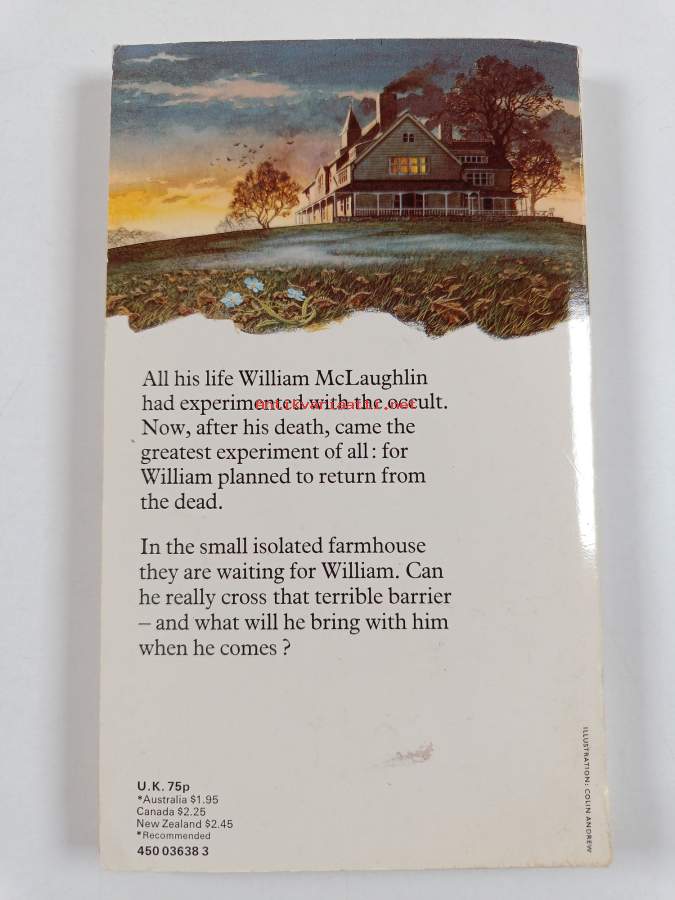 All his life William McLaughlin
had experimented with the occult.
antikvariaatti.net
Now, after his death, came the
greatest experiment of all: for
William planned to return from
the dead.
In the small isolated farmhouse
they are waiting for William. Can
he really cross that terrible barrier
– and what will he bring with him
when he comes?
U.K. 75p
*Australia $1.95
Canada $2.25
New Zealand $2.45
*Recommended
450 03638 3
ILLUSTRATION: COLIN ANDREW